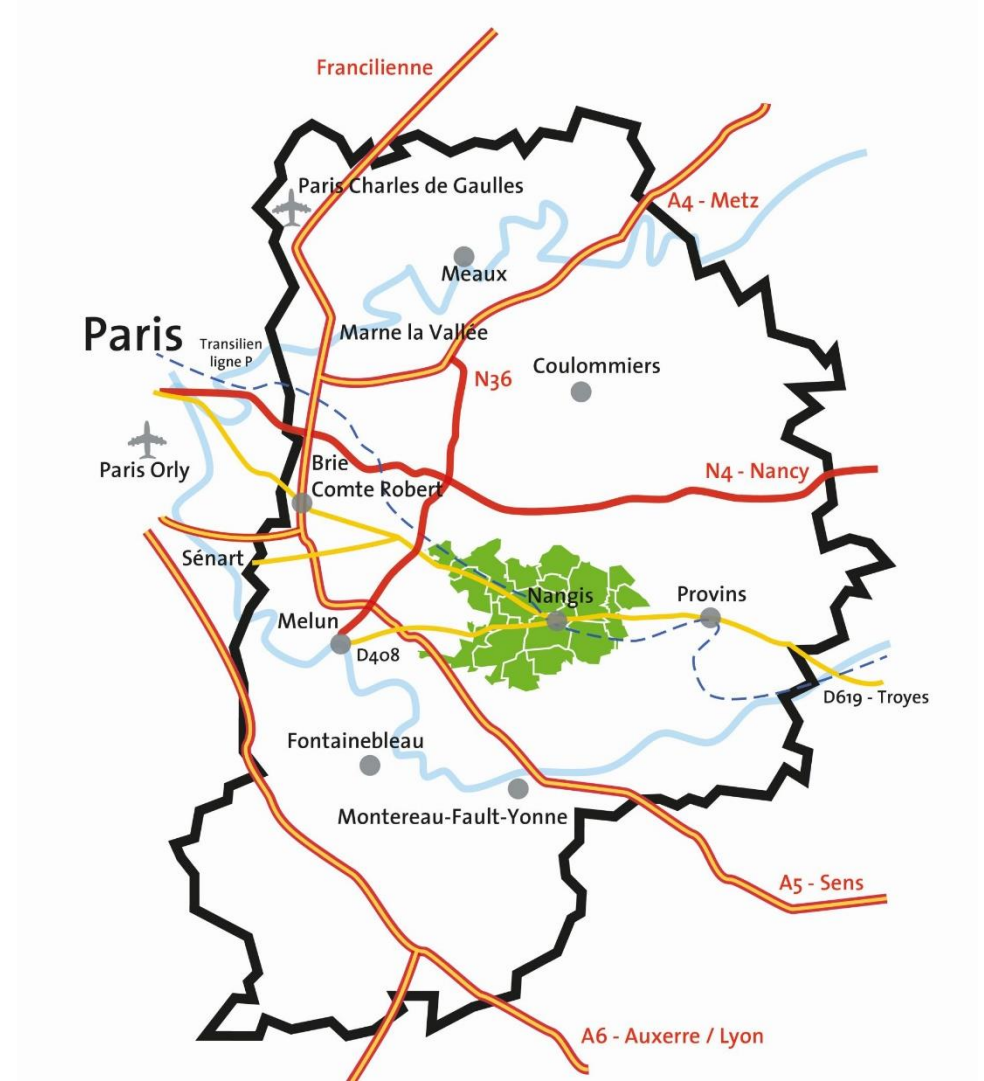 Francilienne
Paris Charles de Gaulles
A4 - Metz
Meaux
Paris
Transilien
ligne P
Marne la Vallée
Coulommiers
N36
Paris Orly
Brie
Comte Robert
N4 - Nancy
Sénart
Nangis
Provins
Melun
D408
D619 - Troyes
Fontainebleau
Montereau-Fault-Yonne
A5 - Sens
A6 - Auxerre / Lyon